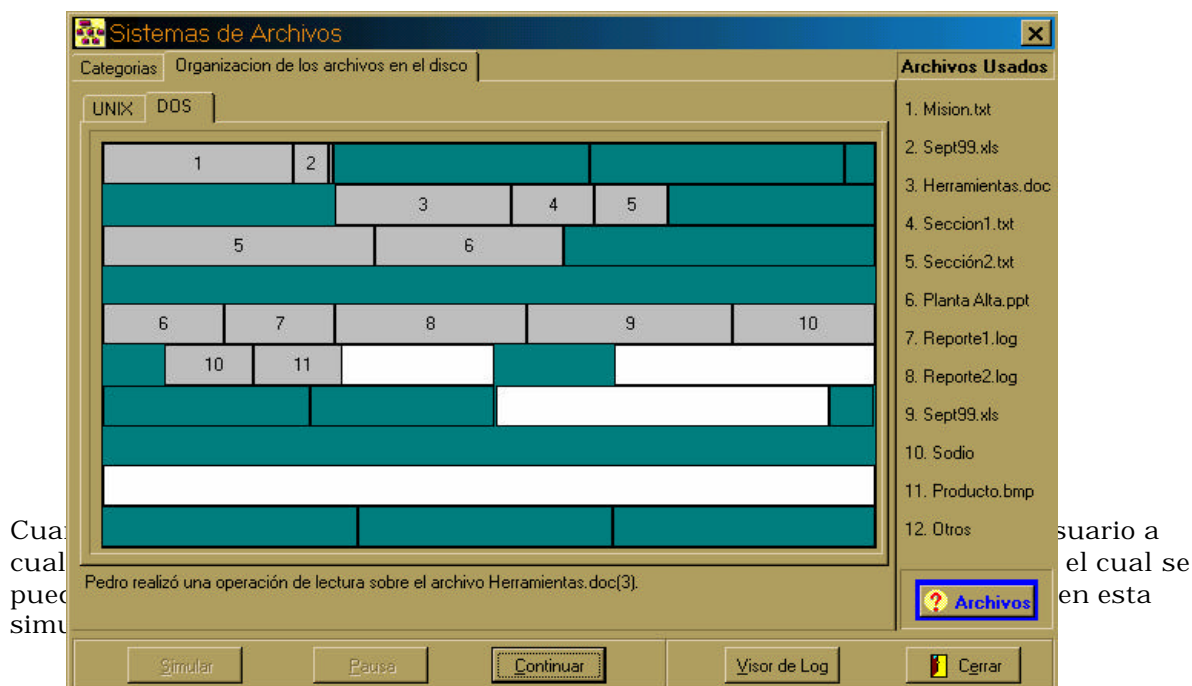 Sistemas de Archivos
Categorias Organizacion de los archivos en el disco
Archivos Usados
UNIX DOS
1 2
3 4 5
5 6
6 7 8 9 10
10 11
1. Mision.txt
2. Sept99.xls
3. Herramientas.doc
4. Seccion1.txt
5. Sección2.txt
6. Planta Alta.ppt
7. Reporte1.log
8. Reporte2.log
9. Sept99.xls
10. Sodio
11. Producto.bmp
12. Otros
suario a
el cual se
en esta
Pedro realizó una operación de lectura sobre el archivo Herramientas.doc(3).
? Archivos
Simular Pausa Continuar Visor de Log Cerrar